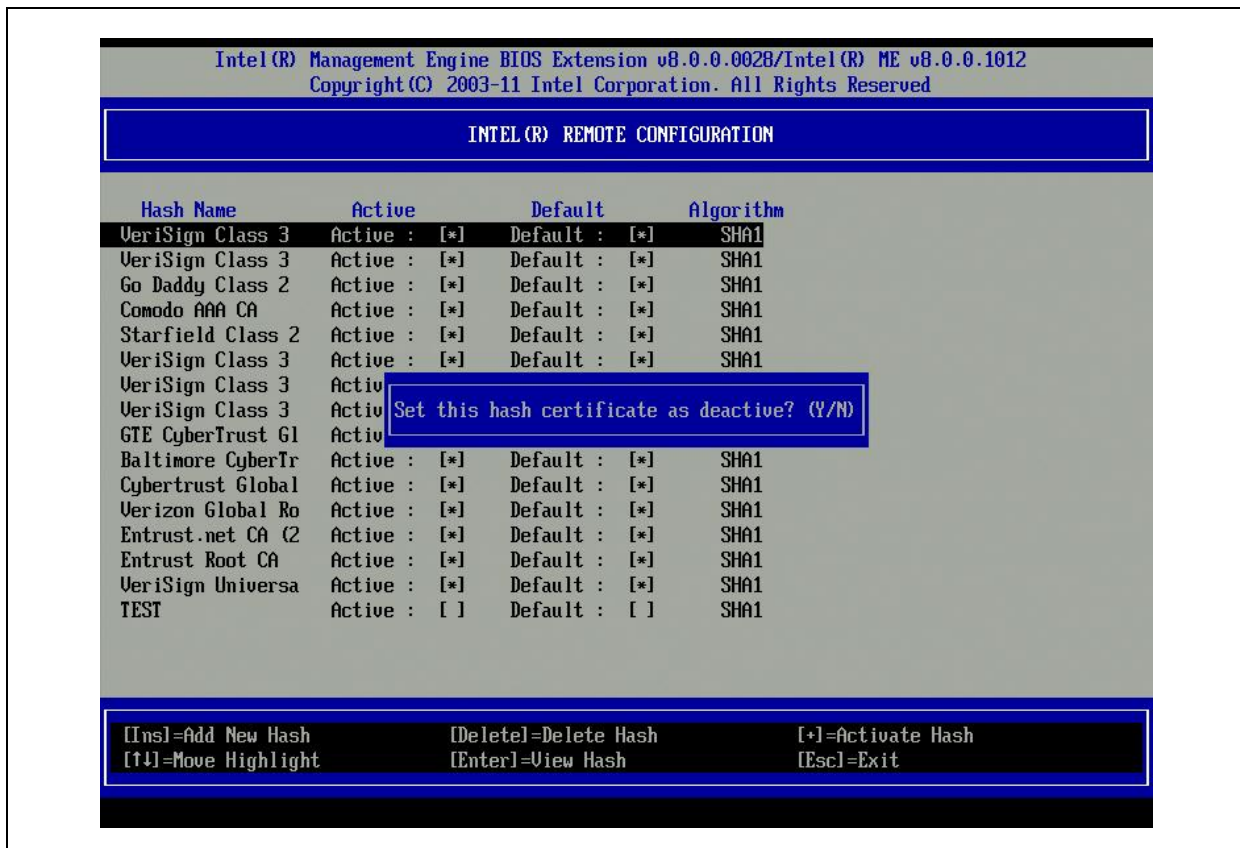 Intel(R) Management Engine BIOS Extension v8.0.0.0028/Intel(R) ME v8.0.0.1012
Copyright(C) 2003-11 Intel Corporation. All Rights Reserved
INTEL(R) REMOTE CONFIGURATION
Hash Name Active Default Algorithm
VeriSign Class 3 Active : [*] Default : [*] SHA1
VeriSign Class 3 Active : [*] Default : [*] SHA1
Go Daddy Class 2 Active : [*] Default : [*] SHA1
Comodo AAA CA Active : [*] Default : [*] SHA1
Starfield Class 2 Active : [*] Default : [*] SHA1
VeriSign Class 3 Active : [*] Default : [*] SHA1
VeriSign Class 3 Activ
VeriSign Class 3 Activ
Set this hash certificate as deactive? (Y/N)
GTE CyberTrust Gl Activ
Baltimore CyberTr Active : [*] Default : [*] SHA1
Cybertrust Global Active : [*] Default : [*] SHA1
Verizon Global Ro Active : [*] Default : [*] SHA1
Entrust.net CA (2 Active : [*] Default : [*] SHA1
Entrust Root CA Active : [*] Default : [*] SHA1
VeriSign Universa Active : [*] Default : [*] SHA1
TEST Active : [ ] Default : [ ] SHA1
[Ins]=Add New Hash [Delete]=Delete Hash [+]=Activate Hash
[↑↓]=Move Highlight [Enter]=View Hash [Esc]=Exit